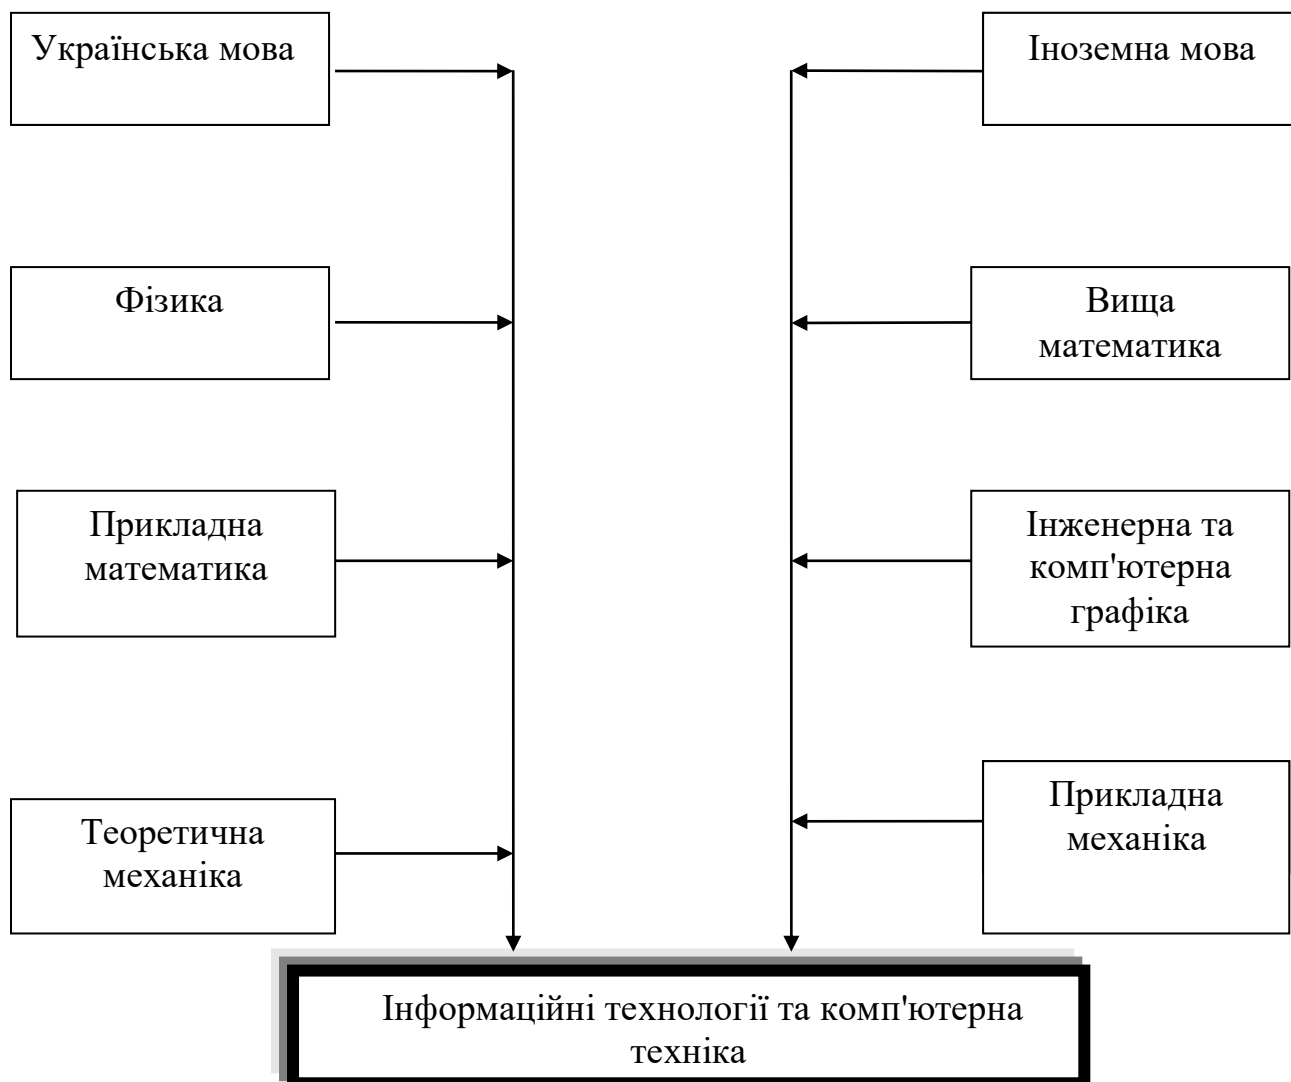 Українська мова
Іноземна мова
Фізика
Вища
математика
Прикладна
математика
Інженерна та
комп'ютерна
графіка
Теоретична
механіка
Прикладна
механіка
Інформаційні технології та комп'ютерна
техніка